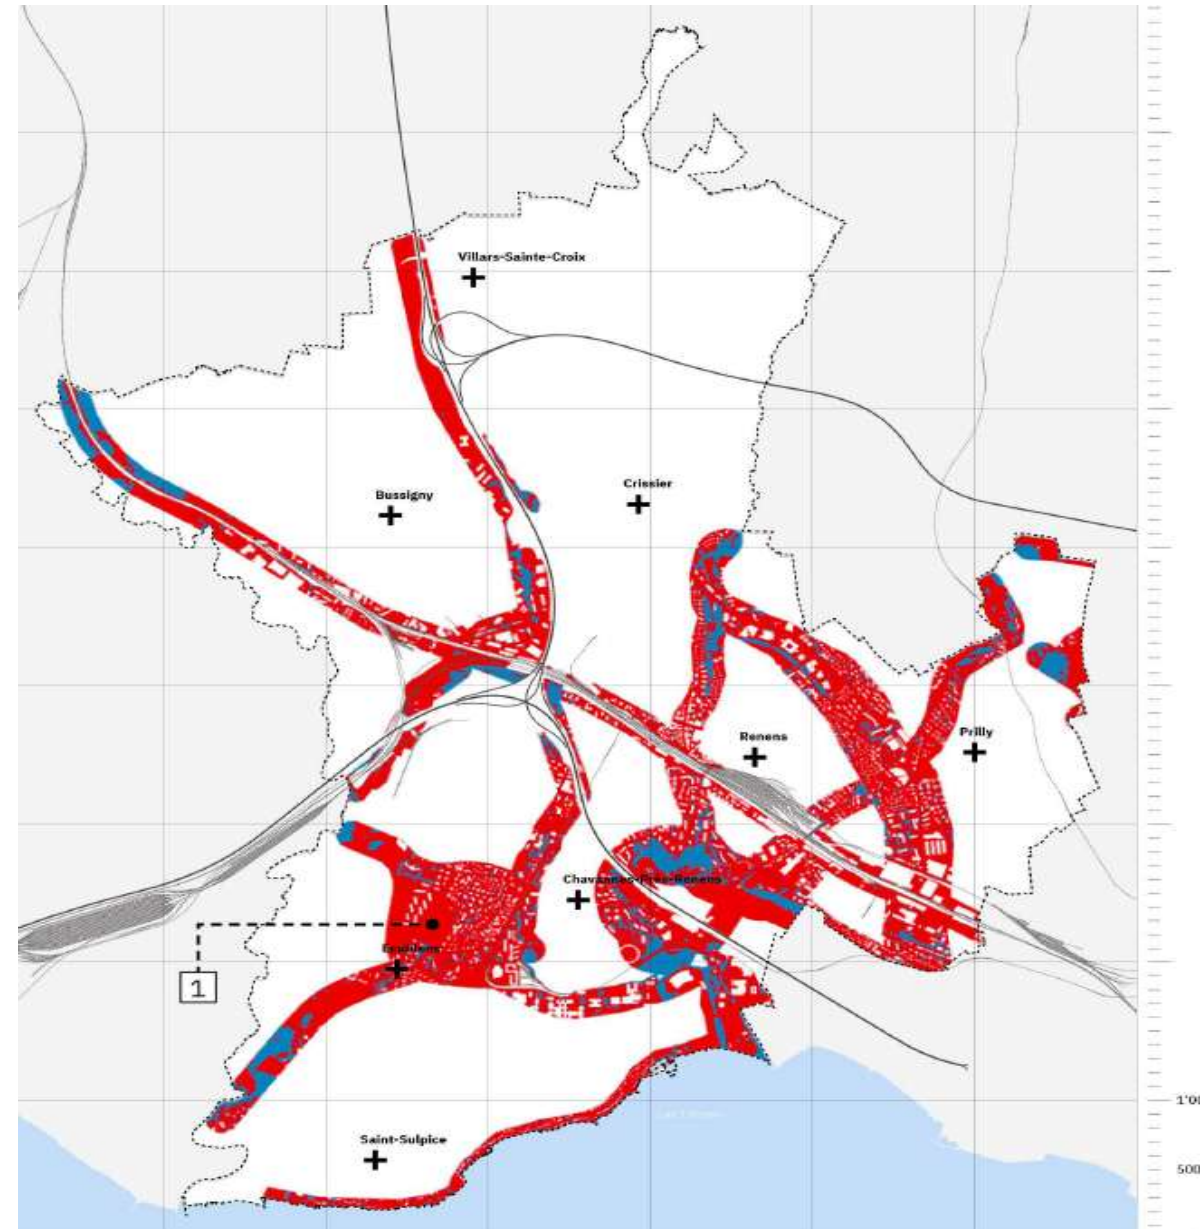 Villars-Sainte-Croix
Bussigny
Crissier
Renens
Prilly
Chavannes-Près-Renens
Ecublens
1
1'00
Saint-Sulpice
500